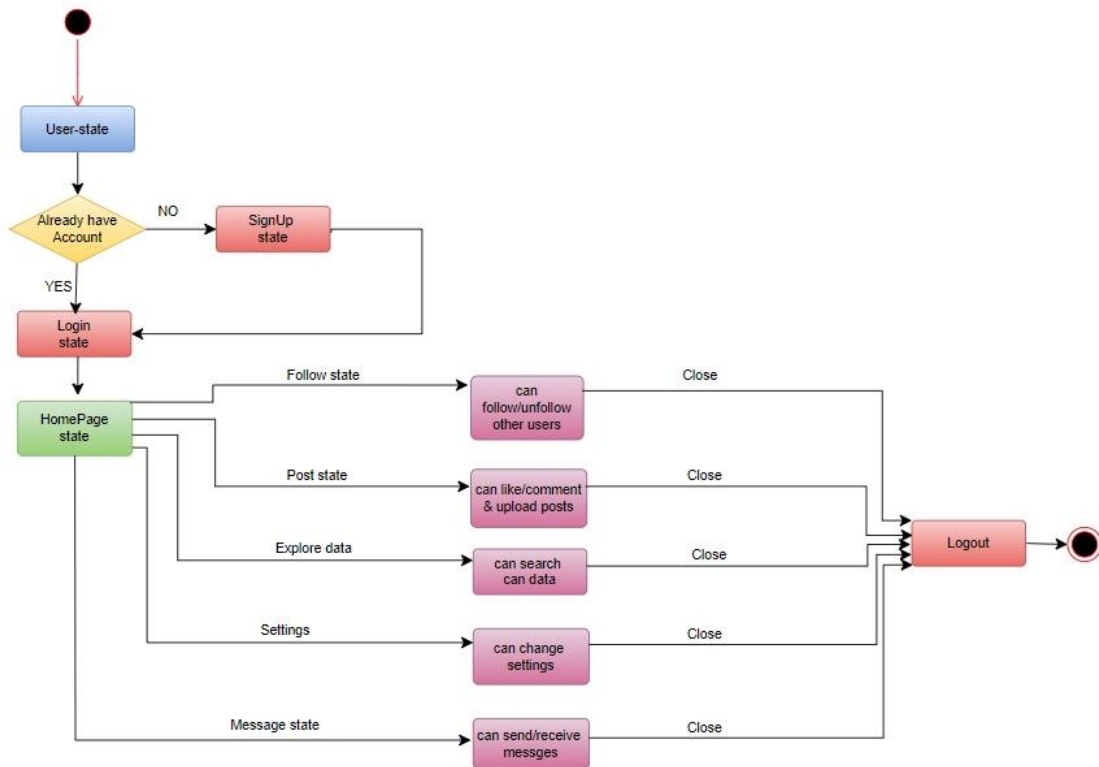 User-state
Already have
Account
NO
SignUp
state
YES
Login
state
HomePage
state
Follow state
can
follow/unfollow
other users
Close
Post state
can like/comment
& upload posts
Close
Explore data
can search
can data
Close
Settings
can change
settings
Close
Message state
can send/receive
messges
Close
Logout